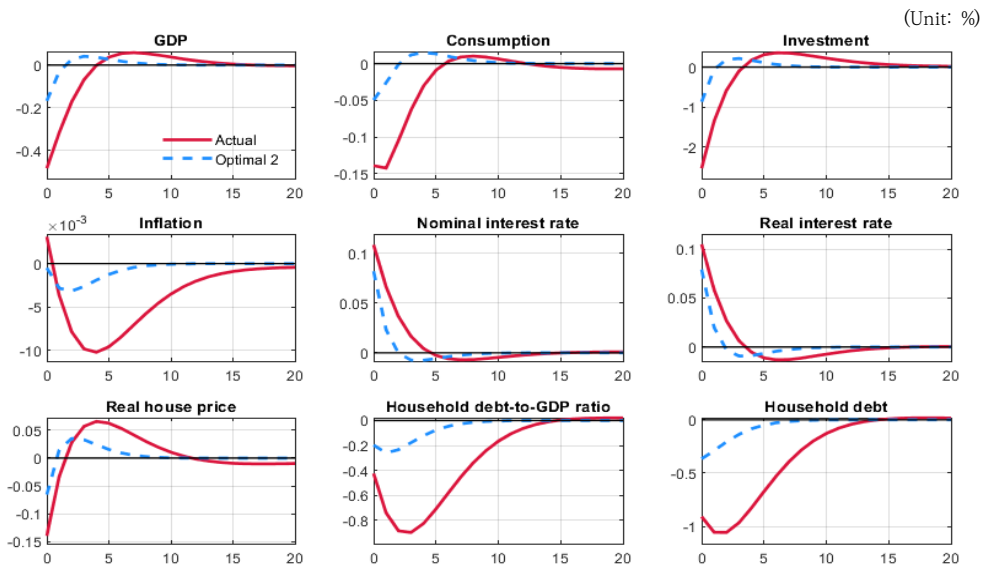 (Unit: %)
GDP
Consumption
Investment
0
-0.2
-0.4
Actual
Optimal 2
0 5 10 15 20
0
-0.05
-0.1
-0.15
0 5 10 15 20
0
-1
-2
0 5 10 15 20
×10-3
Inflation
Nominal interest rate
Real interest rate
0
-5
-10
0 5 10 15 20
0.1
0.05
0
0 5 10 15 20
0.1
0.05
0
0 5 10 15 20
Real house price
Household debt-to-GDP ratio
Household debt
0.05
0
-0.05
-0.1
-0.15
0 5 10 15 20
0
-0.2
-0.4
-0.6
-0.8
0 5 10 15 20
0
-0.5
-1
0 5 10 15 20